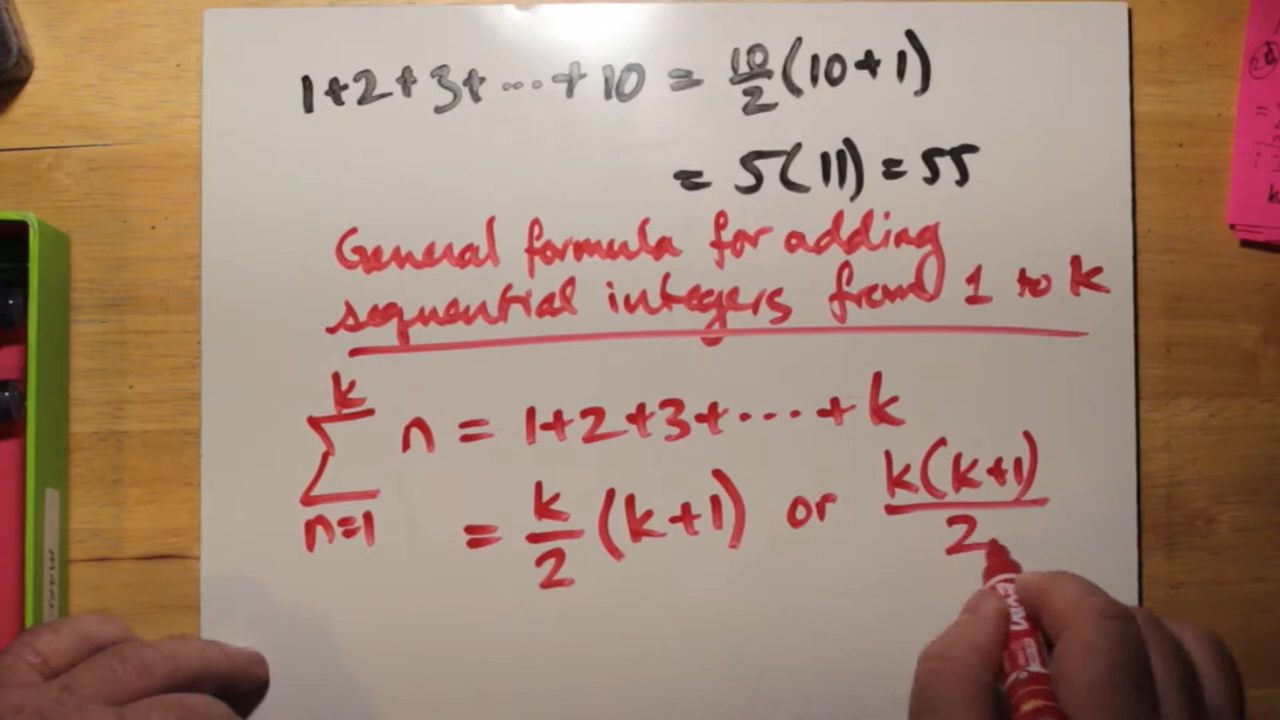 1+2+3+···+10 = 10/2 (10+1)
= 5(11) = 55
General formula for adding
sequential integers from 1 to k
k
∑ n = 1+2+3+···+k
n=1
= k/2 (k+1) or k(k+1)/2